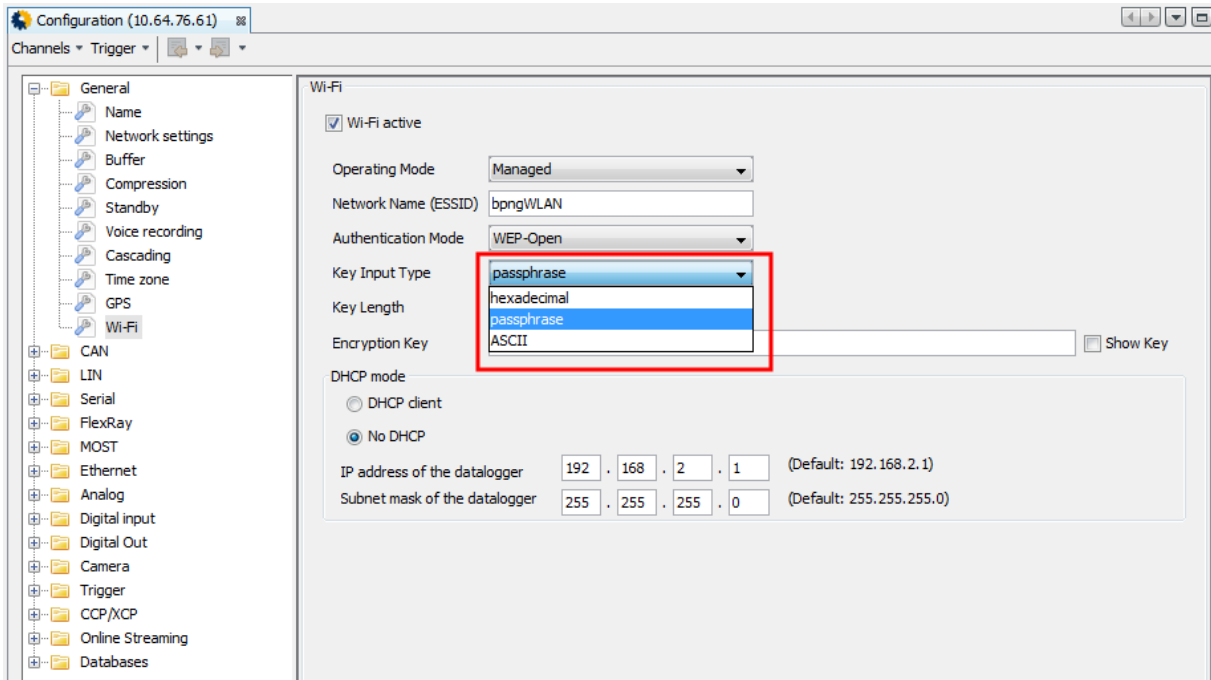 Configuration (10.64.76.61)
Channels Trigger
General
Name
Network settings
Buffer
Compression
Standby
Voice recording
Cascading
Time zone
GPS
Wi-Fi
CAN
LIN
Serial
FlexRay
MOST
Ethernet
Analog
Digital input
Digital Out
Camera
Trigger
CCP/XCP
Online Streaming
Databases
Wi-Fi
Wi-Fi active
Operating Mode Managed
Network Name (ESSID) bpngWLAN
Authentication Mode WEP-Open
Key Input Type passphrase
hexadecimal
Key Length
passphrase
ASCII
Encryption Key Show Key
DHCP mode
DHCP client
No DHCP
IP address of the datalogger 192 . 168 . 2 . 1 (Default: 192.168.2.1)
Subnet mask of the datalogger 255 . 255 . 255 . 0 (Default: 255.255.255.0)